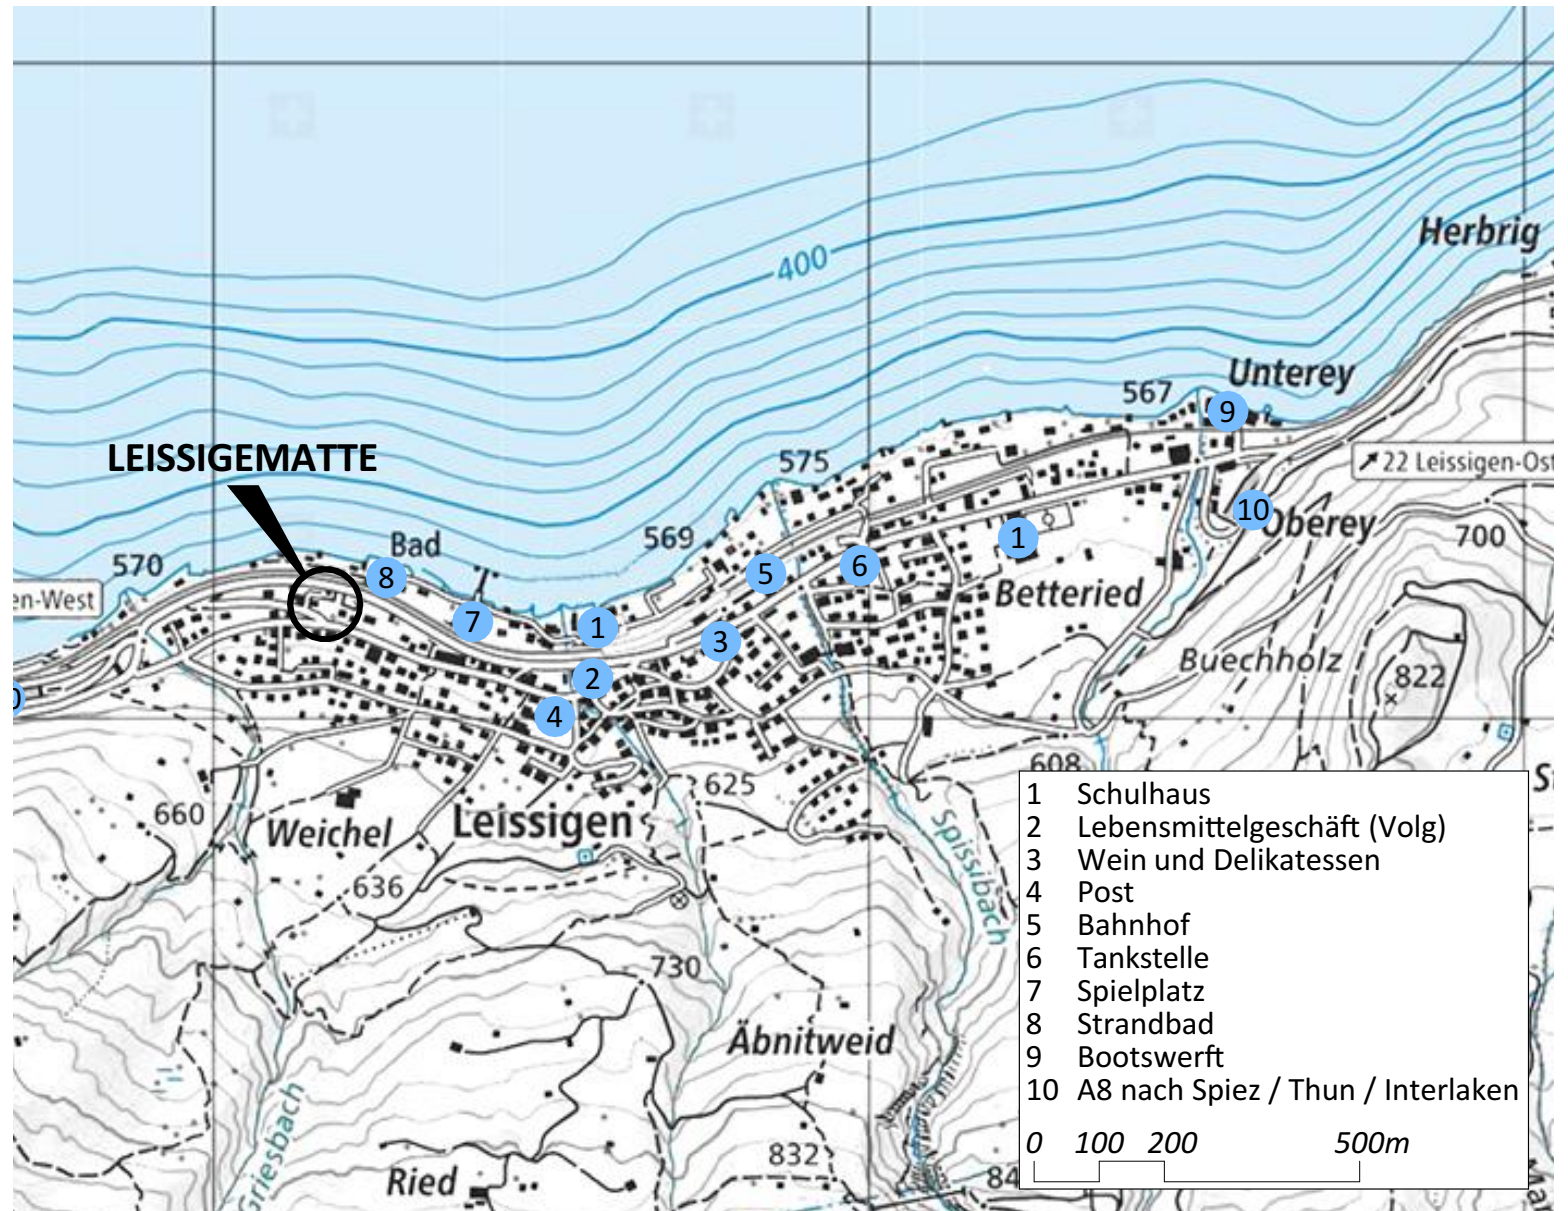 Herbrig
400
Unterey
567
9
LEISSIGEMATTE
575
22 Leissigen-Ost
10
Oberey
700
569
Bad
570
8
5
6
1
en-West
Betteried
7
1
3
Buechholz
822
2
4
608
625
660
Weichel
Leissigen
636
Spissibach
730
Äbnitweid
Griesbach
832
Ried
84
1 Schulhaus
2 Lebensmittelgeschäft (Volg)
3 Wein und Delikatessen
4 Post
5 Bahnhof
6 Tankstelle
7 Spielplatz
8 Strandbad
9 Bootswerft
10 A8 nach Spiez / Thun / Interlaken
0 100 200 500m